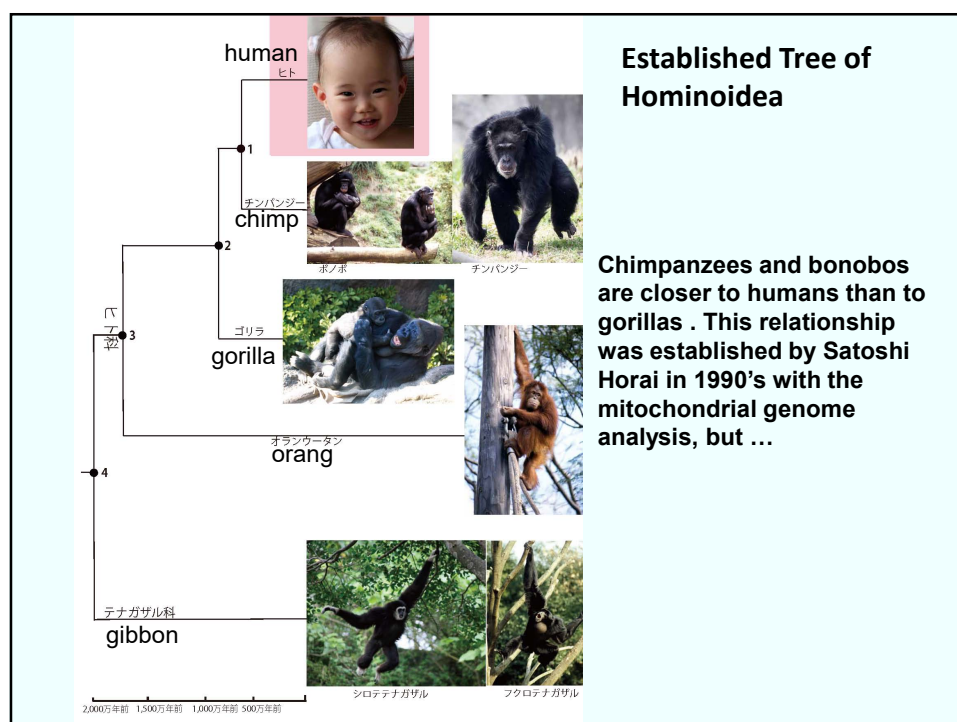 Established Tree of
Hominoidea
human
ヒト
1
チンパンジー
chimp
ボノボ
チンパンジー
2
Chimpanzees and bonobos
are closer to humans than to
gorillas . This relationship
was established by Satoshi
Horai in 1990’s with the
mitochondrial genome
analysis, but …
ゴリラ
gorilla
ヒト科
3
オランウータン
orang
4
テナガザル科
gibbon
シロテテナガザル
フクロテナガザル
2,000万年前 1,500万年前 1,000万年前 500万年前